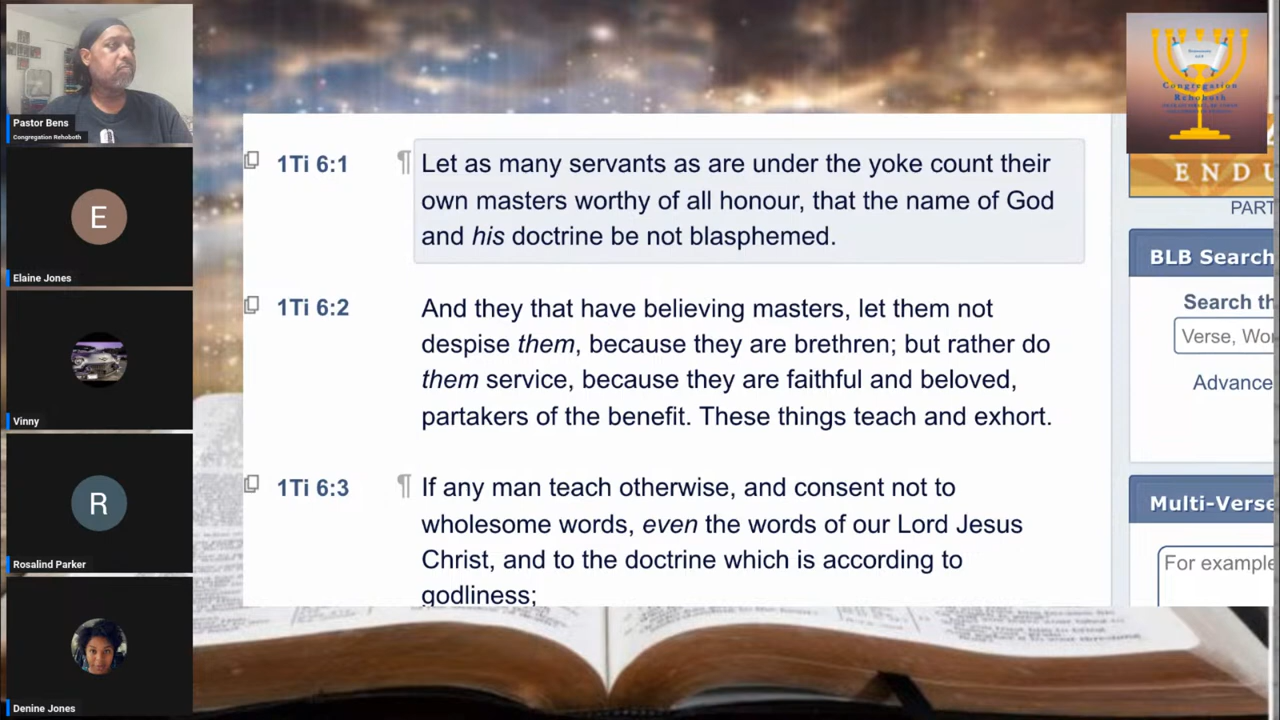 Pastor Bens
Congregation Rehoboth
E
Elaine Jones
Vinny
R
Rosalind Parker
Denine Jones
1Ti 6:1
¶ Let as many servants as are under the yoke count their
own masters worthy of all honour, that the name of God
and his doctrine be not blasphemed.
1Ti 6:2
And they that have believing masters, let them not
despise them, because they are brethren; but rather do
them service, because they are faithful and beloved,
partakers of the benefit. These things teach and exhort.
1Ti 6:3
¶ If any man teach otherwise, and consent not to
wholesome words, even the words of our Lord Jesus
Christ, and to the doctrine which is according to
godliness;
Congregation
Rehoboth
ENDU
PART
BLB Search
Search th
Verse, Wor
Advance
Multi-Verse
For example